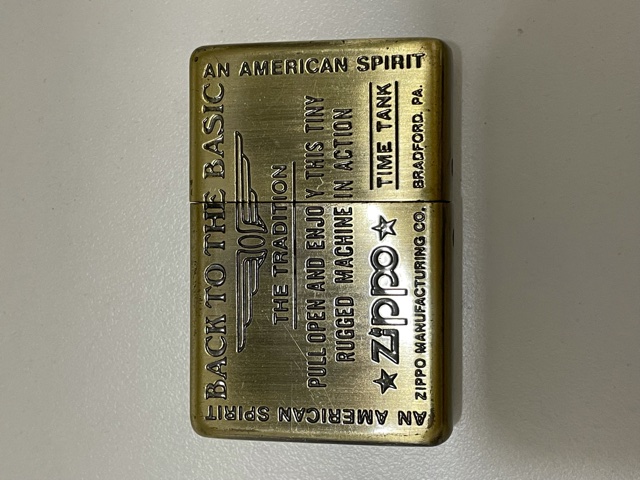 AN AMERICAN SPIRIT
BACK TO THE BASIC
THE TRADITION
PULL OPEN AND ENJOY THIS TINY
RUGGED MACHINE IN ACTION
Zippo TIME TANK
ZIPPO MANUFACTURING CO, BRADFORD. PA.
AN AMERICAN SPIRIT